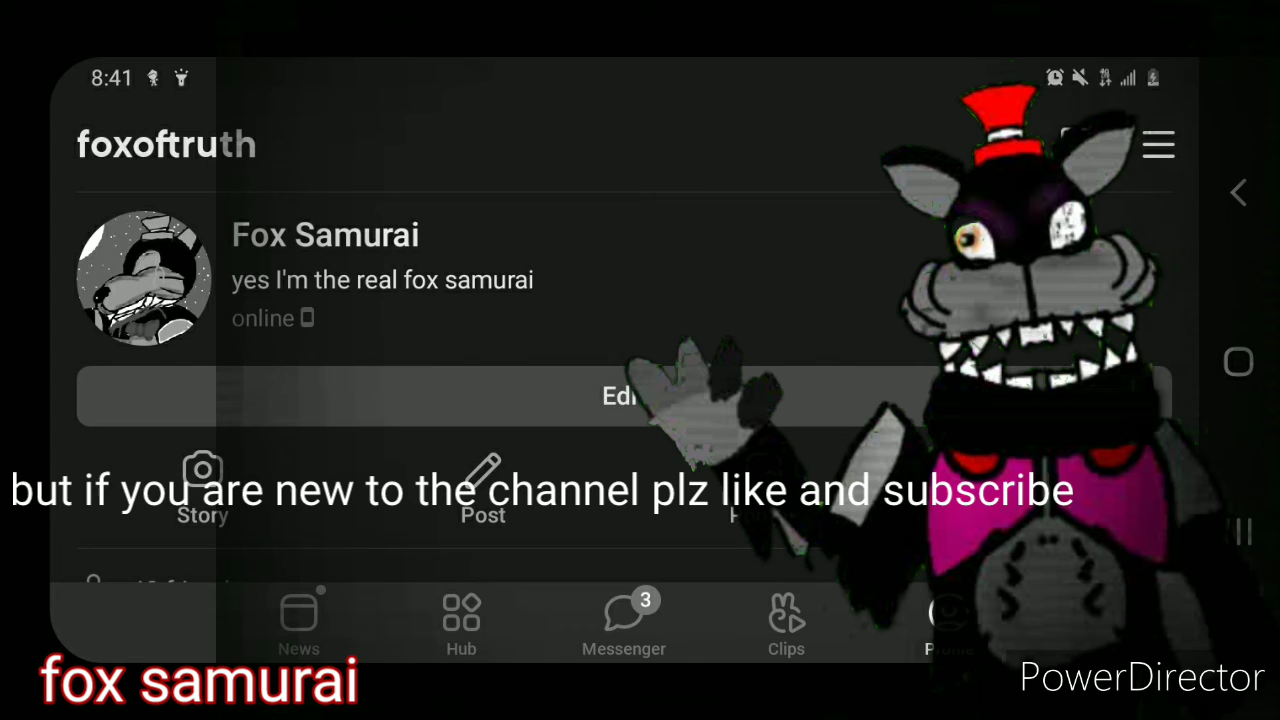 8:41
foxoftruth
Fox Samurai
yes I'm the real fox samurai
online
but if you are new to the channel plz like and subscribe
Story
Post
3
News
Hub
Messenger
Clips
fox samurai
PowerDirector